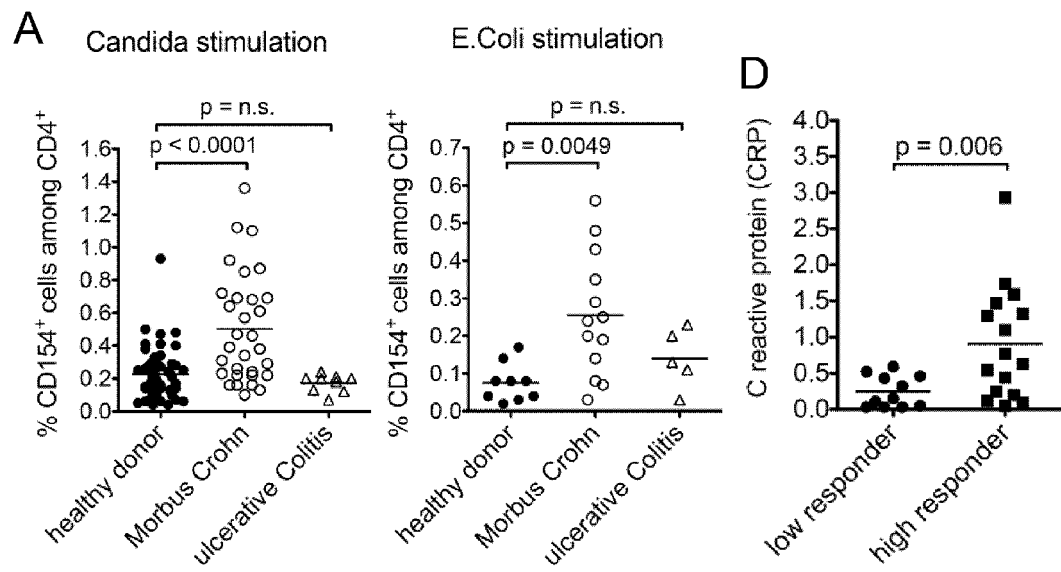 A
Candida stimulation
E.Coli stimulation
D
p = n.s.
p < 0.0001
% CD154⁺ cells among CD4⁺
1.6
1.4
1.2
1.0
0.8
0.6
0.4
0.2
0.0
healthy donor
Morbus Crohn
ulcerative Colitis
p = n.s.
p = 0.0049
% CD154⁺ cells among CD4⁺
0.7
0.6
0.5
0.4
0.3
0.2
0.1
0.0
healthy donor
Morbus Crohn
ulcerative Colitis
p = 0.006
C reactive protein (CRP)
4.0
3.5
3.0
2.5
2.0
1.5
1.0
0.5
0.0
low responder
high responder